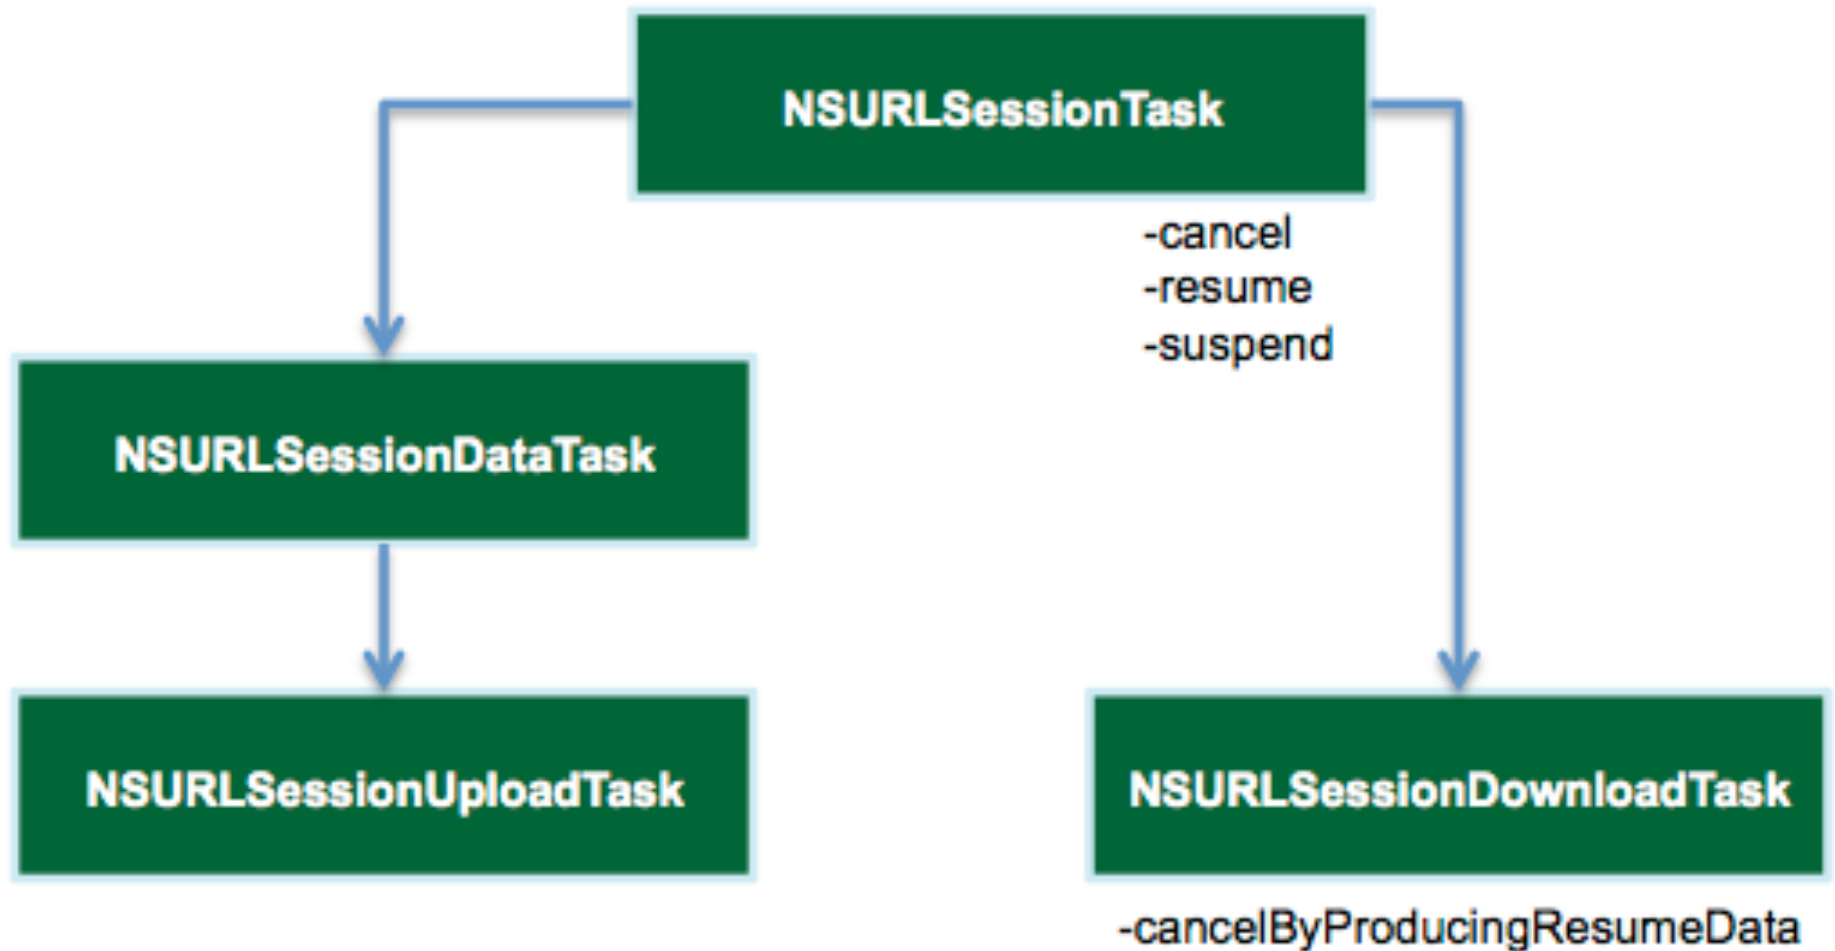 NSURLSessionTask
-cancel
-resume
-suspend
NSURLSessionDataTask
NSURLSessionUploadTask
NSURLSessionDownloadTask
-cancelByProducingResumeData